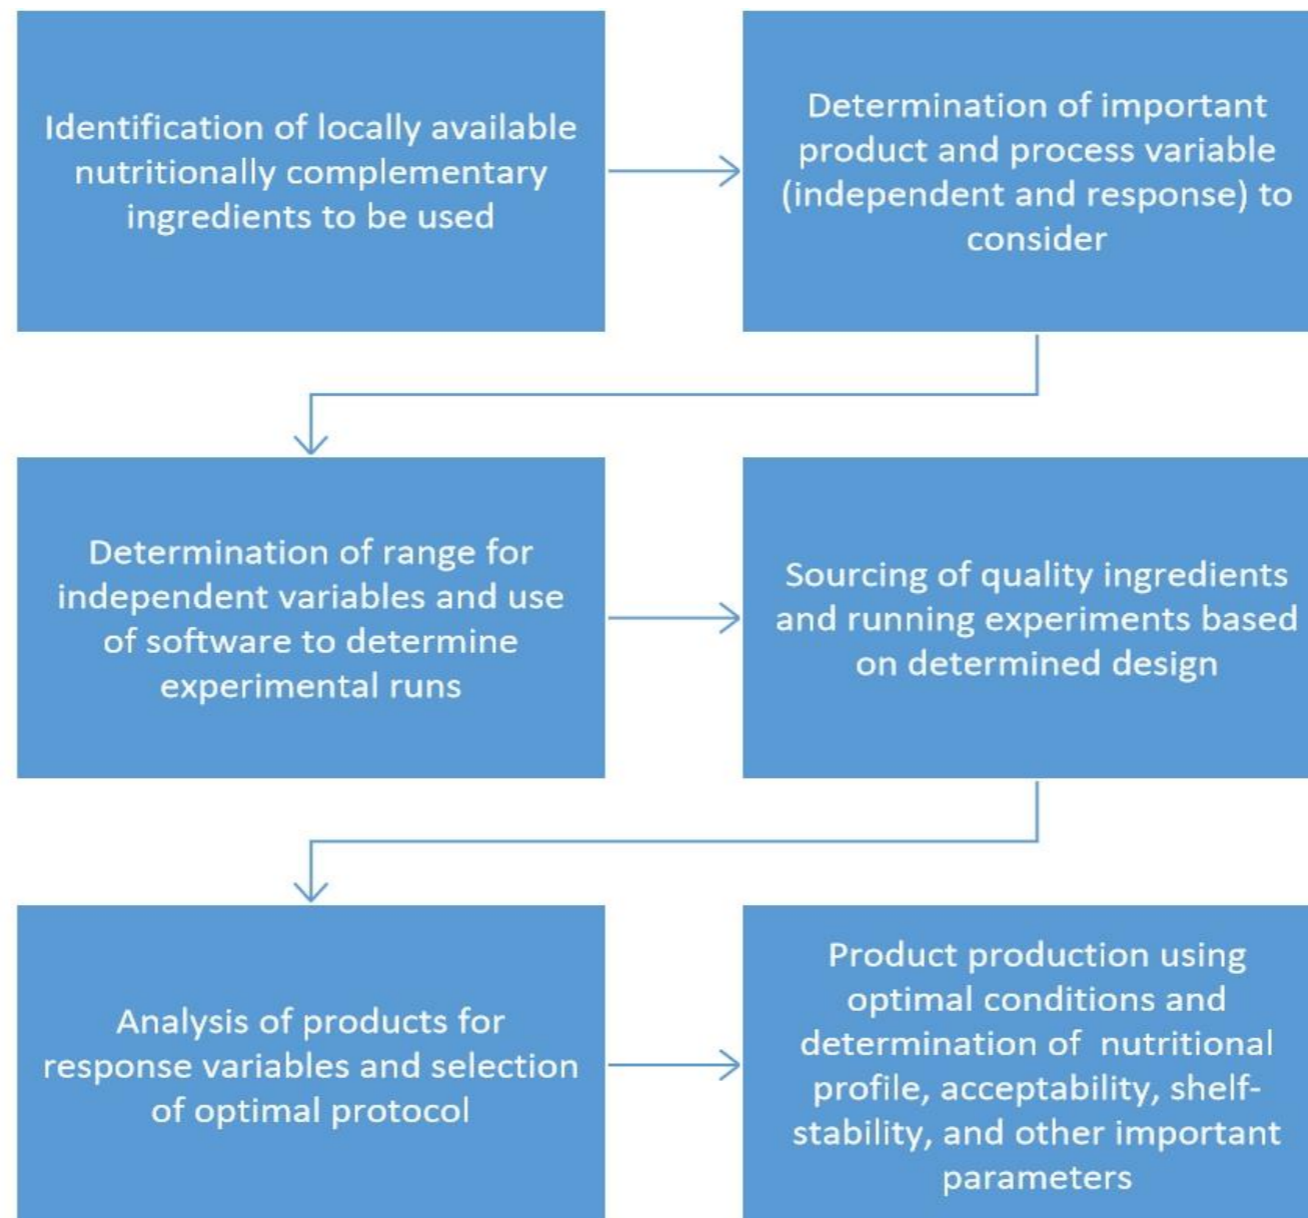 Identification of locally available
nutritionally complementary
ingredients to be used
Determination of important
product and process variable
(independent and response) to
consider
Determination of range for
independent variables and use
of software to determine
experimental runs
Sourcing of quality ingredients
and running experiments based
on determined design
Analysis of products for
response variables and selection
of optimal protocol
Product production using
optimal conditions and
determination of  nutritional
profile, acceptability, shelf-
stability, and other important
parameters